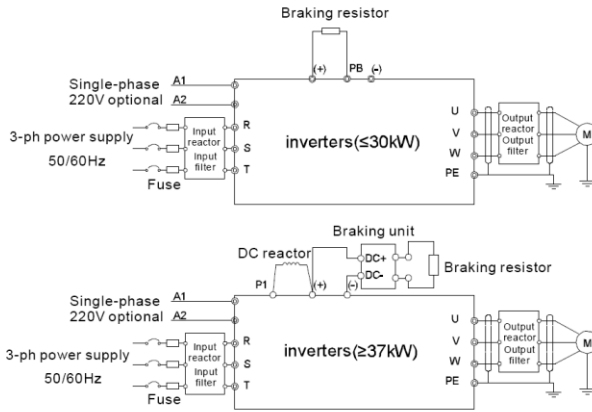 Braking resistor
(+) PB (-)
Single-phase A1
220V optional A2
3-ph power supply
50/60Hz
Fuse
Input
reactor
Input
filter
R
S
T
inverters(≤30kW)
U
V
W
PE
Output
reactor
Output
filter
M
Braking unit
DC reactor
DC+
DC-
Braking resistor
P1 (+) (-)
Single-phase A1
220V optional A2
3-ph power supply
50/60Hz
Fuse
Input
reactor
Input
filter
R
S
T
inverters(≥37kW)
U
V
W
PE
Output
reactor
Output
filter
M